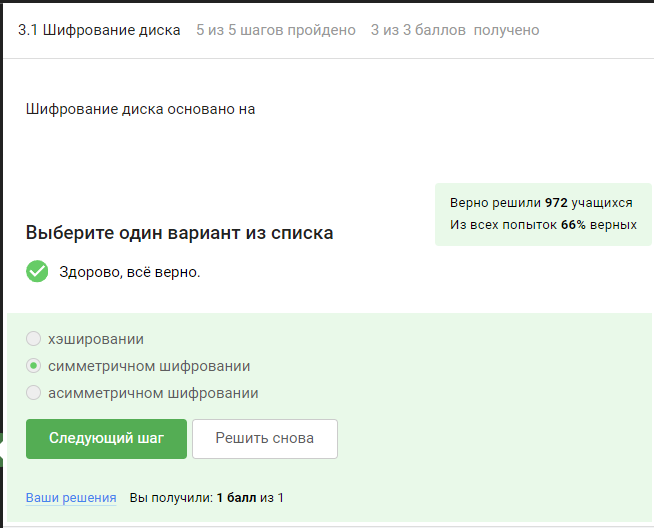 3.1 Шифрование диска 5 из 5 шагов пройдено 3 из 3 баллов получено
Шифрование диска основано на
Верно решили 972 учащихся
Из всех попыток 66% верных
Выберите один вариант из списка
Здорово, всё верно.
хэшировании
симметричном шифровании
асимметричном шифровании
Следующий шаг Решить снова
Ваши решения Вы получили: 1 балл из 1